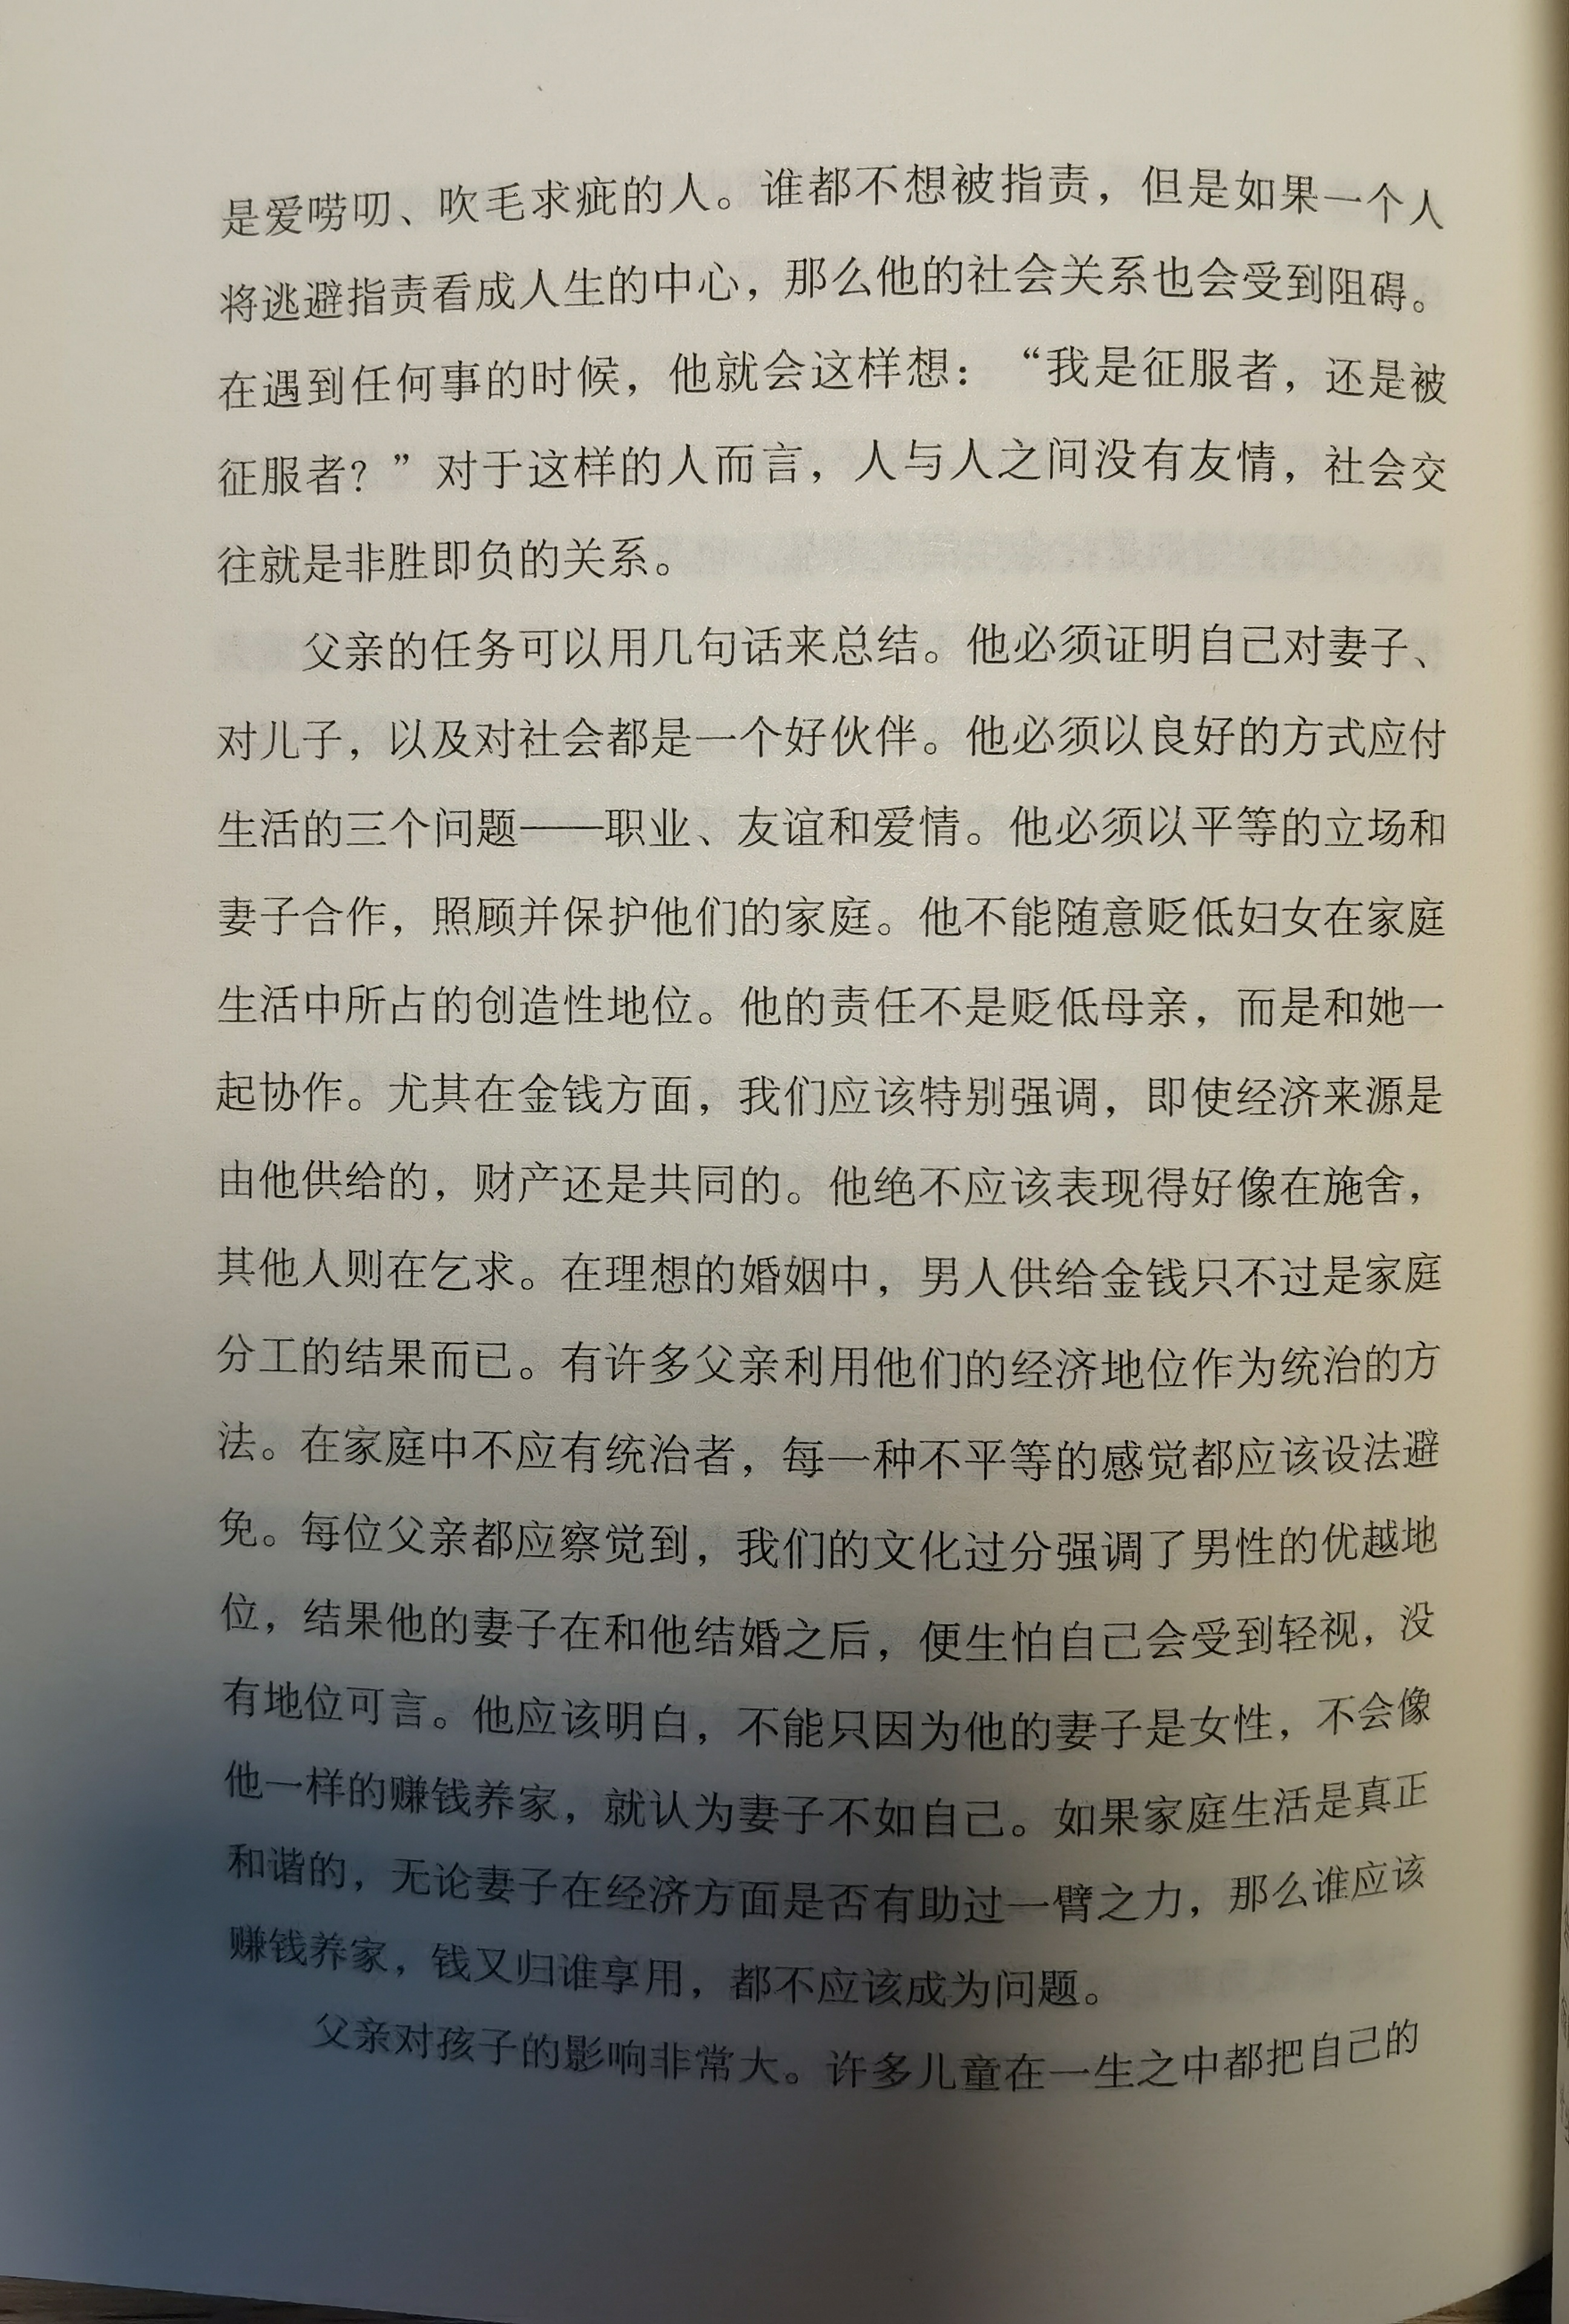 是爱唠叨、吹毛求疵的人。谁都不想被指责，但是如果一个人
将逃避指责看成人生的中心，那么他的社会关系也会受到阻碍。
在遇到任何事的时候，他就会这样想：“我是征服者，还是被
征服者？”对于这样的人而言，人与人之间没有友情，社会交
往就是非胜即负的关系。
父亲的任务可以用几句话来总结。他必须证明自己对妻子、
对儿子，以及对社会都是一个好伙伴。他必须以良好的方式应付
生活的三个问题——职业、友谊和爱情。他必须以平等的立场和
妻子合作，照顾并保护他们的家庭。他不能随意贬低妇女在家庭
生活中所占的创造性地位。他的责任不是贬低母亲，而是和她一
起协作。尤其在金钱方面，我们应该特别强调，即使经济来源是
由他供给的，财产还是共同的。他绝不应该表现得好像在施舍，
其他人则在乞求。在理想的婚姻中，男人供给金钱只不过是家庭
分工的结果而已。有许多父亲利用他们的经济地位作为统治的方
法。在家庭中不应有统治者，每一种不平等的感觉都应该设法避
免。每位父亲都应察觉到，我们的文化过分强调了男性的优越地
位，结果他的妻子在和他结婚之后，便生怕自己会受到轻视，没
有地位可言。他应该明白，不能只因为他的妻子是女性，不会像
他一样的赚钱养家，就认为妻子不如自己。如果家庭生活是真正
和谐的，无论妻子在经济方面是否有助过一臂之力，那么谁应该
赚钱养家，钱又归谁享用，都不应该成为问题。
父亲对孩子的影响非常大。许多儿童在一生之中都把自己的